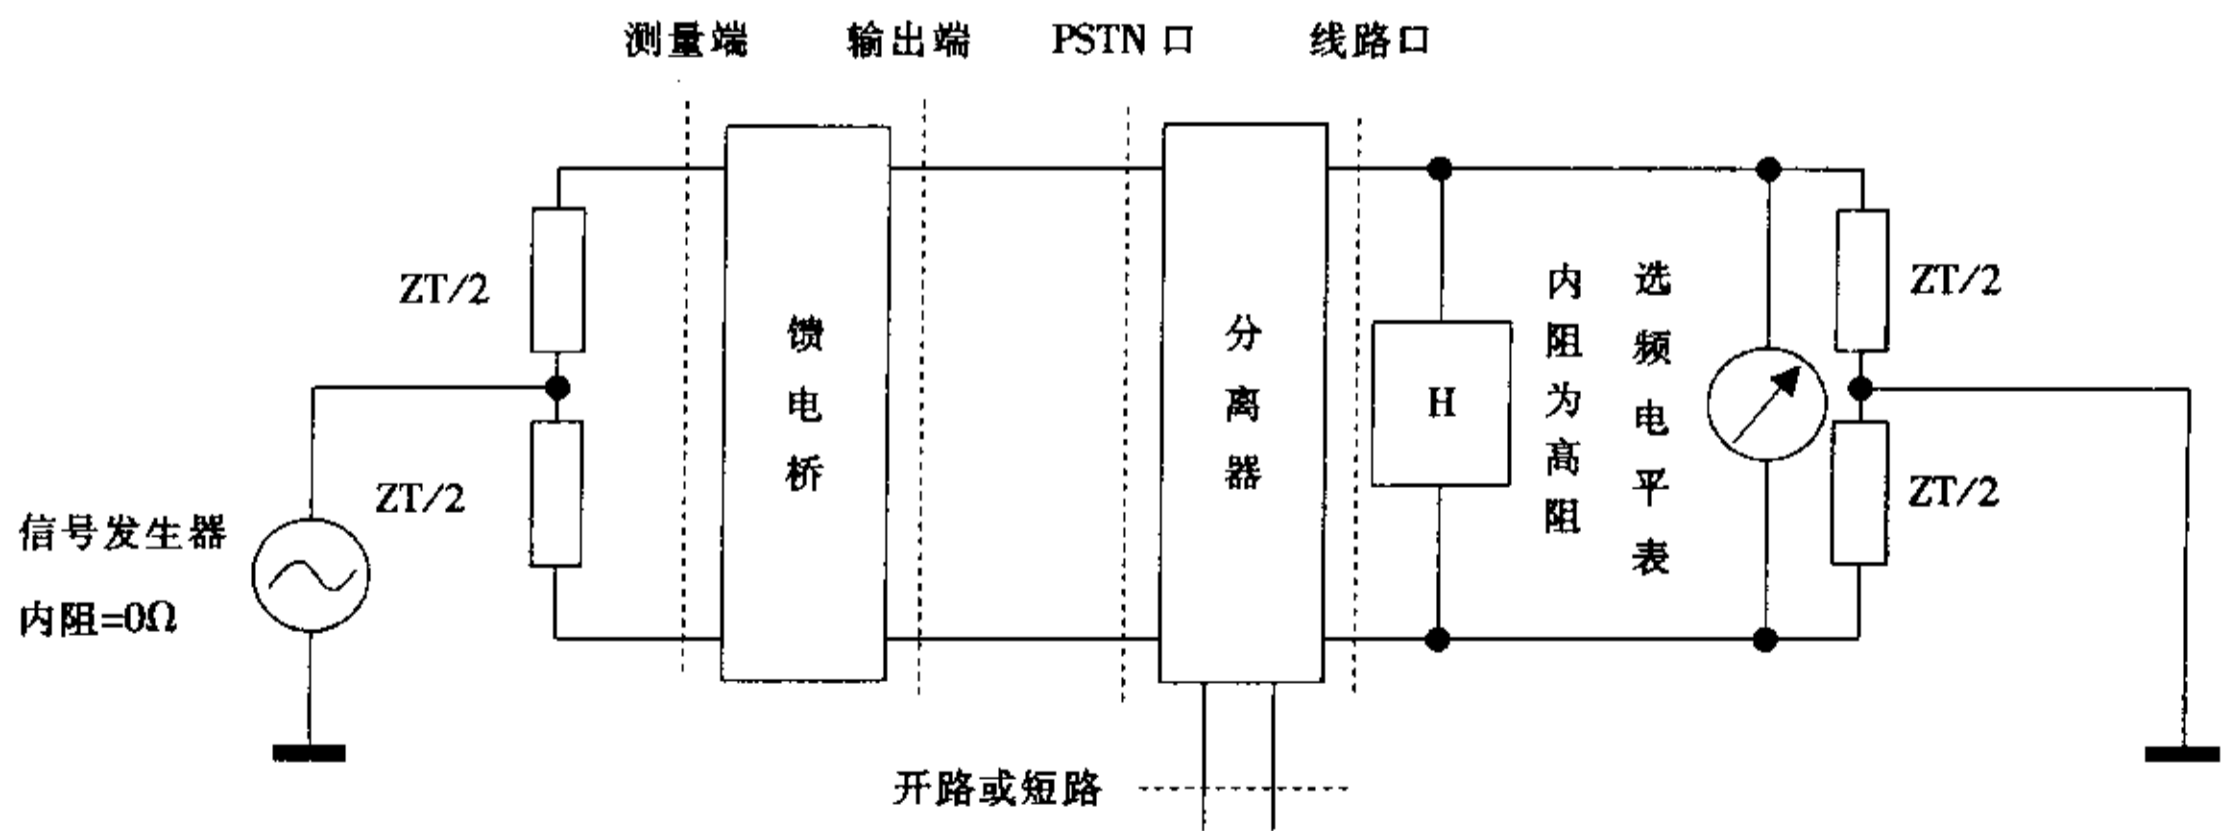 测量端
输出端
PSTN 口
线路口
ZT/2
ZT/2
信号发生器
内阻=0Ω
馈电桥
分离器
H
内阻为高阻
选频电平表
ZT/2
ZT/2
开路或短路